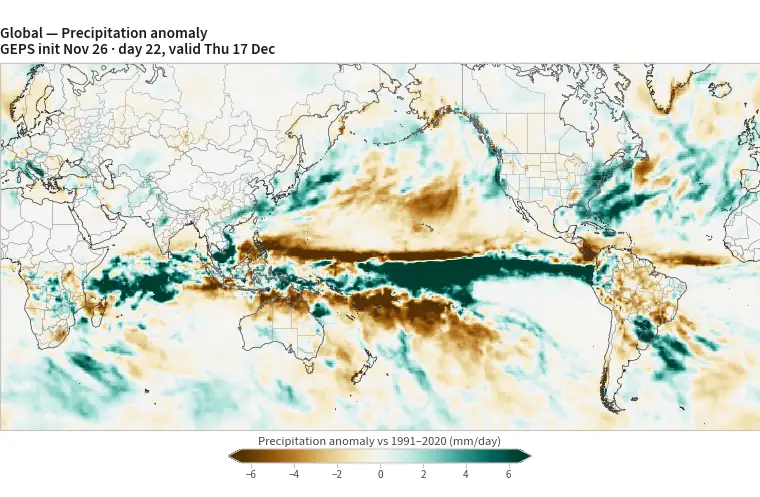 Global — Precipitation anomaly
GEPS init Nov 26 · day 22, valid Thu 17 Dec
Precipitation anomaly vs 1991–2020 (mm/day)
−6 −4 −2 0 2 4 6